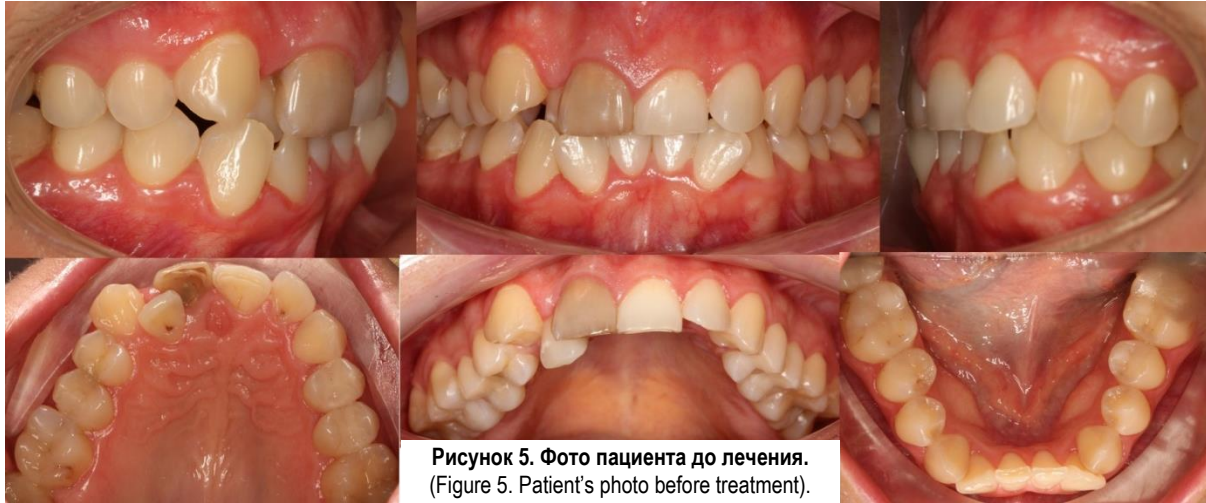 Рисунок 5. Фото пациента до лечения.
(Figure 5. Patient’s photo before treatment).